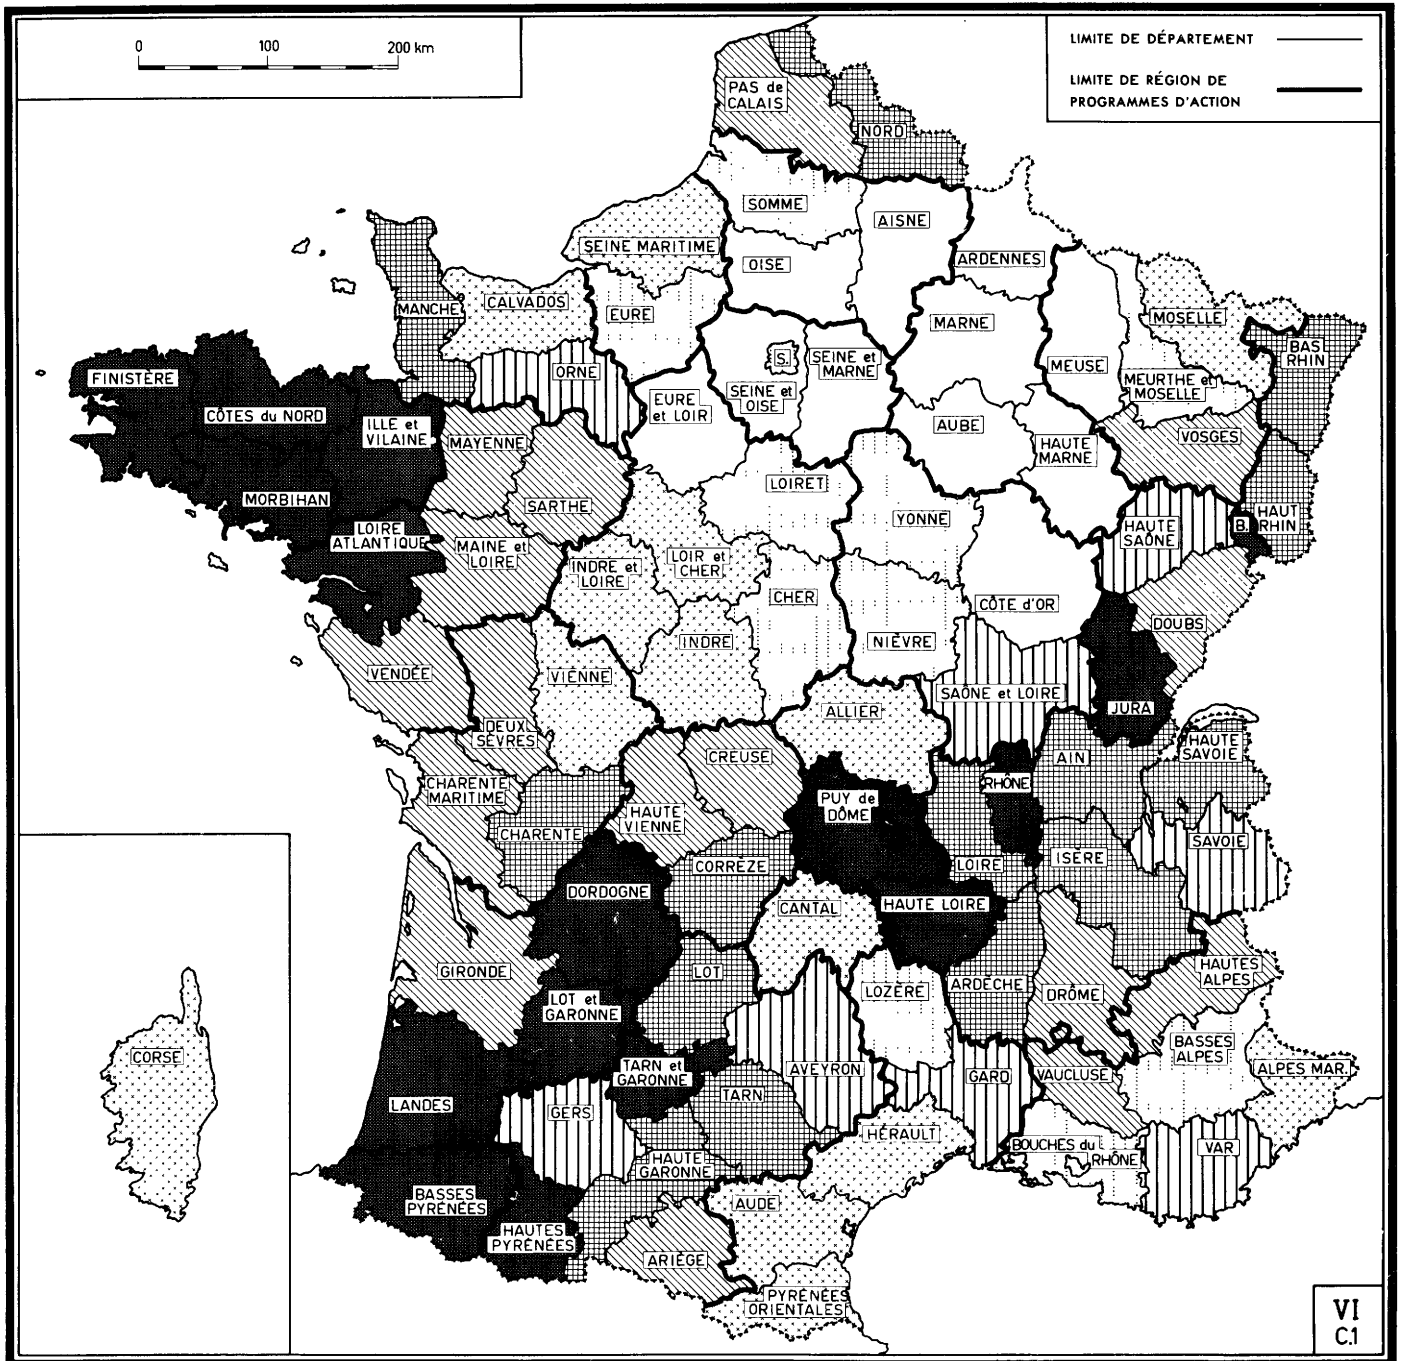 0 100 200 km
LIMITE DE DÉPARTEMENT
LIMITE DE RÉGION DE
PROGRAMMES D'ACTION
PAS de
CALAIS
NORD
SOMME
AISNE
SEINE MARITIME
OISE
ARDENNES
MANCHE
CALVADOS
EURE
MARNE
MOSELLE
S.
SEINE et
MARNE
SEINE et
OISE
MEUSE
MEURTHE et
MOSELLE
BAS
RHIN
FINISTÈRE
CÔTES du NORD
ILLE et
VILAINE
ORNE
EURE
et LOIR
AUBE
HAUTE
MARNE
VOSGES
MAYENNE
SARTHE
LOIRET
YONNE
HAUTE
SAÔNE
B.
HAUT
RHIN
MORBIHAN
LOIRE
ATLANTIQUE
MAINE et
LOIRE
INDRE et
LOIRE
LOIR et
CHER
CHER
NIÈVRE
CÔTE d'OR
DOUBS
VENDÉE
DEUX
SÈVRES
VIENNE
INDRE
ALLIER
SAÔNE et LOIRE
JURA
CHARENTE
MARITIME
CHARENTE
HAUTE
VIENNE
CREUSE
PUY de
DÔME
LOIRE
RHÔNE
AIN
HAUTE
SAVOIE
SAVOIE
ISÈRE
DORDOGNE
CORRÈZE
CANTAL
HAUTE LOIRE
GIRONDE
LOT et
GARONNE
LOT
LOZÈRE
ARDÈCHE
DRÔME
HAUTES
ALPES
CORSE
LANDES
GERS
TARN et
GARONNE
TARN
AVEYRON
GARD
VAUCLUSE
BASSES
ALPES
ALPES MAR.
BASSES
PYRÉNÉES
HAUTES
PYRÉNÉES
HAUTE
GARONNE
HÉRAULT
BOUCHES du
RHÔNE
VAR
ARIÉGE
AUDE
PYRÉNÉES
ORIENTALES
VI
C.1